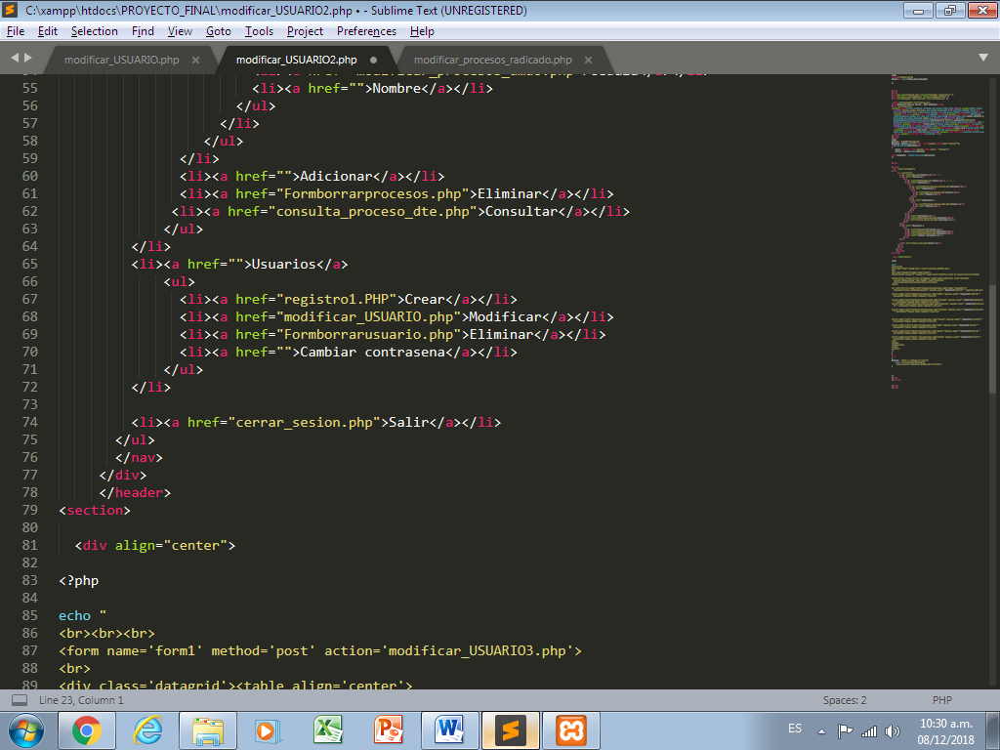 C:\xampp\htdocs\PROYECTO_FINAL\modificar_USUARIO2.php • - Sublime Text (UNREGISTERED)
File Edit Selection Find View Goto Tools Project Preferences Help
modificar_USUARIO.php × modificar_USUARIO2.php modificar_procesos_radicado.php ×
55 <li><a href="">Nombre</a></li>
56 </ul>
57 </li>
58 </ul>
59 </li>
60 <li><a href="">Adicionar</a></li>
61 <li><a href="Formborrarprocesos.php">Eliminar</a></li>
62 <li><a href="consulta_proceso_dte.php">Consultar</a></li>
63 </ul>
64 </li>
65 <li><a href="">Usuarios</a>
66 <ul>
67 <li><a href="registro1.PHP">Crear</a></li>
68 <li><a href="modificar_USUARIO.php">Modificar</a></li>
69 <li><a href="Formborrarusuario.php">Eliminar</a></li>
70 <li><a href="">Cambiar contrasena</a></li>
71 </ul>
72 </li>
73
74 <li><a href="cerrar_sesion.php">Salir</a></li>
75 </ul>
76 </nav>
77 </div>
78 </header>
79 <section>
80
81 <div align="center">
82
83 <?php
84
85 echo "
86 <br><br><br>
87 <form name='form1' method='post' action='modificar_USUARIO3.php'>
88 <br>
89 <div class='datagrid'><table align='center'>
Line 23, Column 1 Spaces: 2 PHP
ES 10:30 a.m.
08/12/2018